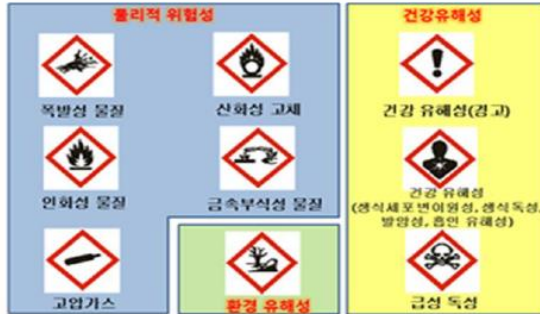 물리적 위험성
건강유해성
폭발성 물질
산화성 고체
건강 유해성(경고)
인화성 물질
금속부식성 물질
건강 유해성
(생식세포변이원성, 생식독성,
발암성, 흡인 유해성)
고압가스
환경 유해성
급성 독성